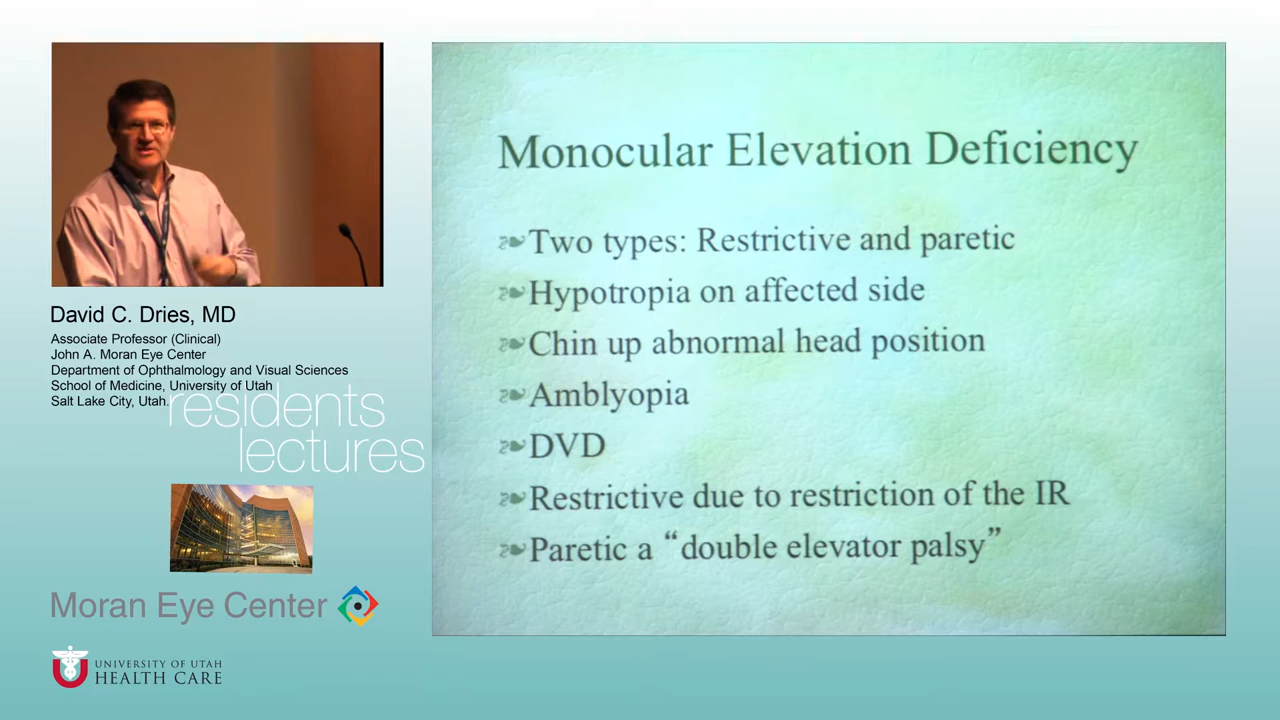 David C. Dries, MD
Associate Professor (Clinical)
John A. Moran Eye Center
Department of Ophthalmology and Visual Sciences
School of Medicine, University of Utah
Salt Lake City, Utah.
residents
lectures
Moran Eye Center
UNIVERSITY OF UTAH
HEALTH CARE
Monocular Elevation Deficiency
Two types: Restrictive and paretic
Hypotropia on affected side
Chin up abnormal head position
Amblyopia
DVD
Restrictive due to restriction of the IR
Paretic a “double elevator palsy”